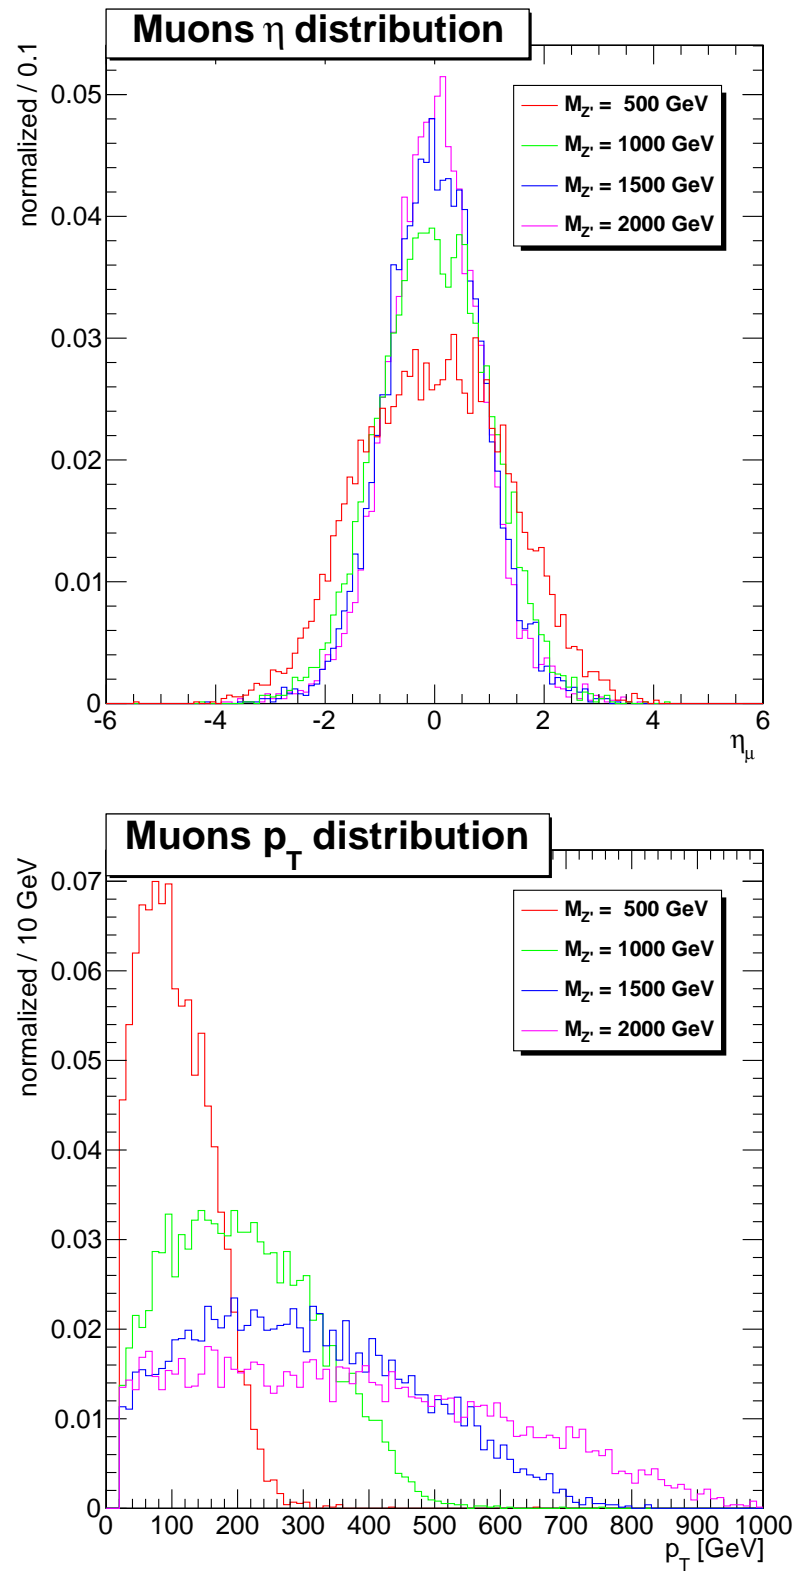 Muons η distribution
normalized / 0.1
M_Z' = 500 GeV
M_Z' = 1000 GeV
M_Z' = 1500 GeV
M_Z' = 2000 GeV
0.05
0.04
0.03
0.02
0.01
0
-6 -4 -2 0 2 4 6
η_μ
Muons p_T distribution
normalized / 10 GeV
M_Z' = 500 GeV
M_Z' = 1000 GeV
M_Z' = 1500 GeV
M_Z' = 2000 GeV
0.07
0.06
0.05
0.04
0.03
0.02
0.01
0
0 100 200 300 400 500 600 700 800 900 1000
p_T [GeV]